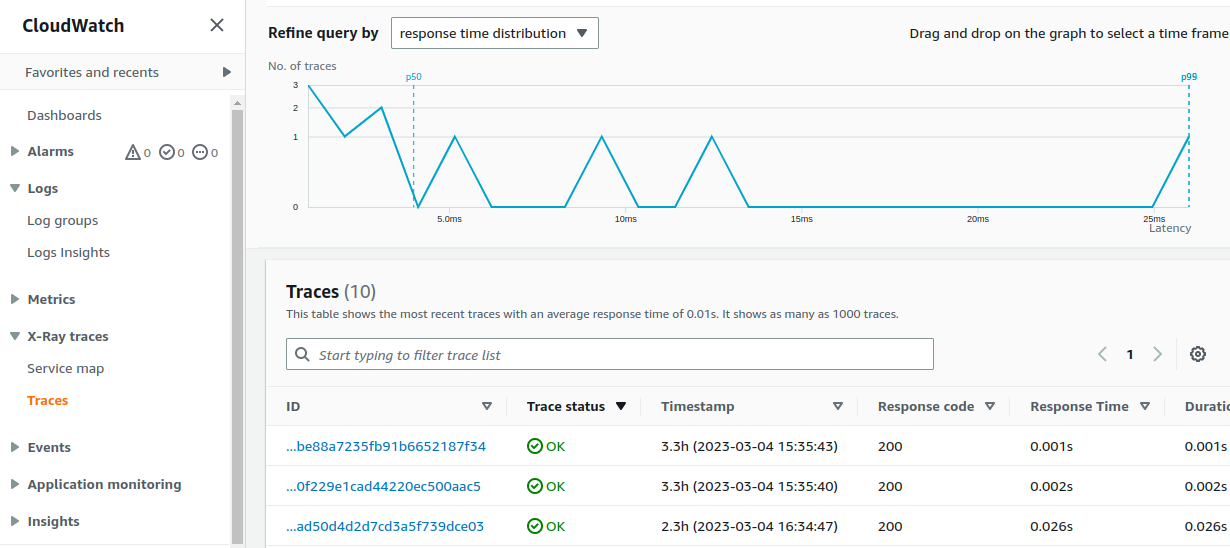 CloudWatch
Favorites and recents
Dashboards
Alarms 0 0 0
Logs
Log groups
Logs Insights
Metrics
X-Ray traces
Service map
Traces
Events
Application monitoring
Insights
Refine query by response time distribution
Drag and drop on the graph to select a time frame
No. of traces
p50 p99
3
2
1
0
5.0ms 10ms 15ms 20ms 25ms
Latency
Traces (10)
This table shows the most recent traces with an average response time of 0.01s. It shows as many as 1000 traces.
Start typing to filter trace list
1
ID Trace status Timestamp Response code Response Time Duratio
...be88a7235fb91b6652187f34 OK 3.3h (2023-03-04 15:35:43) 200 0.001s 0.001s
...0f229e1cad44220ec500aac5 OK 3.3h (2023-03-04 15:35:40) 200 0.002s 0.002s
...ad50d4d2d7cd3a5f739dce03 OK 2.3h (2023-03-04 16:34:47) 200 0.026s 0.026s